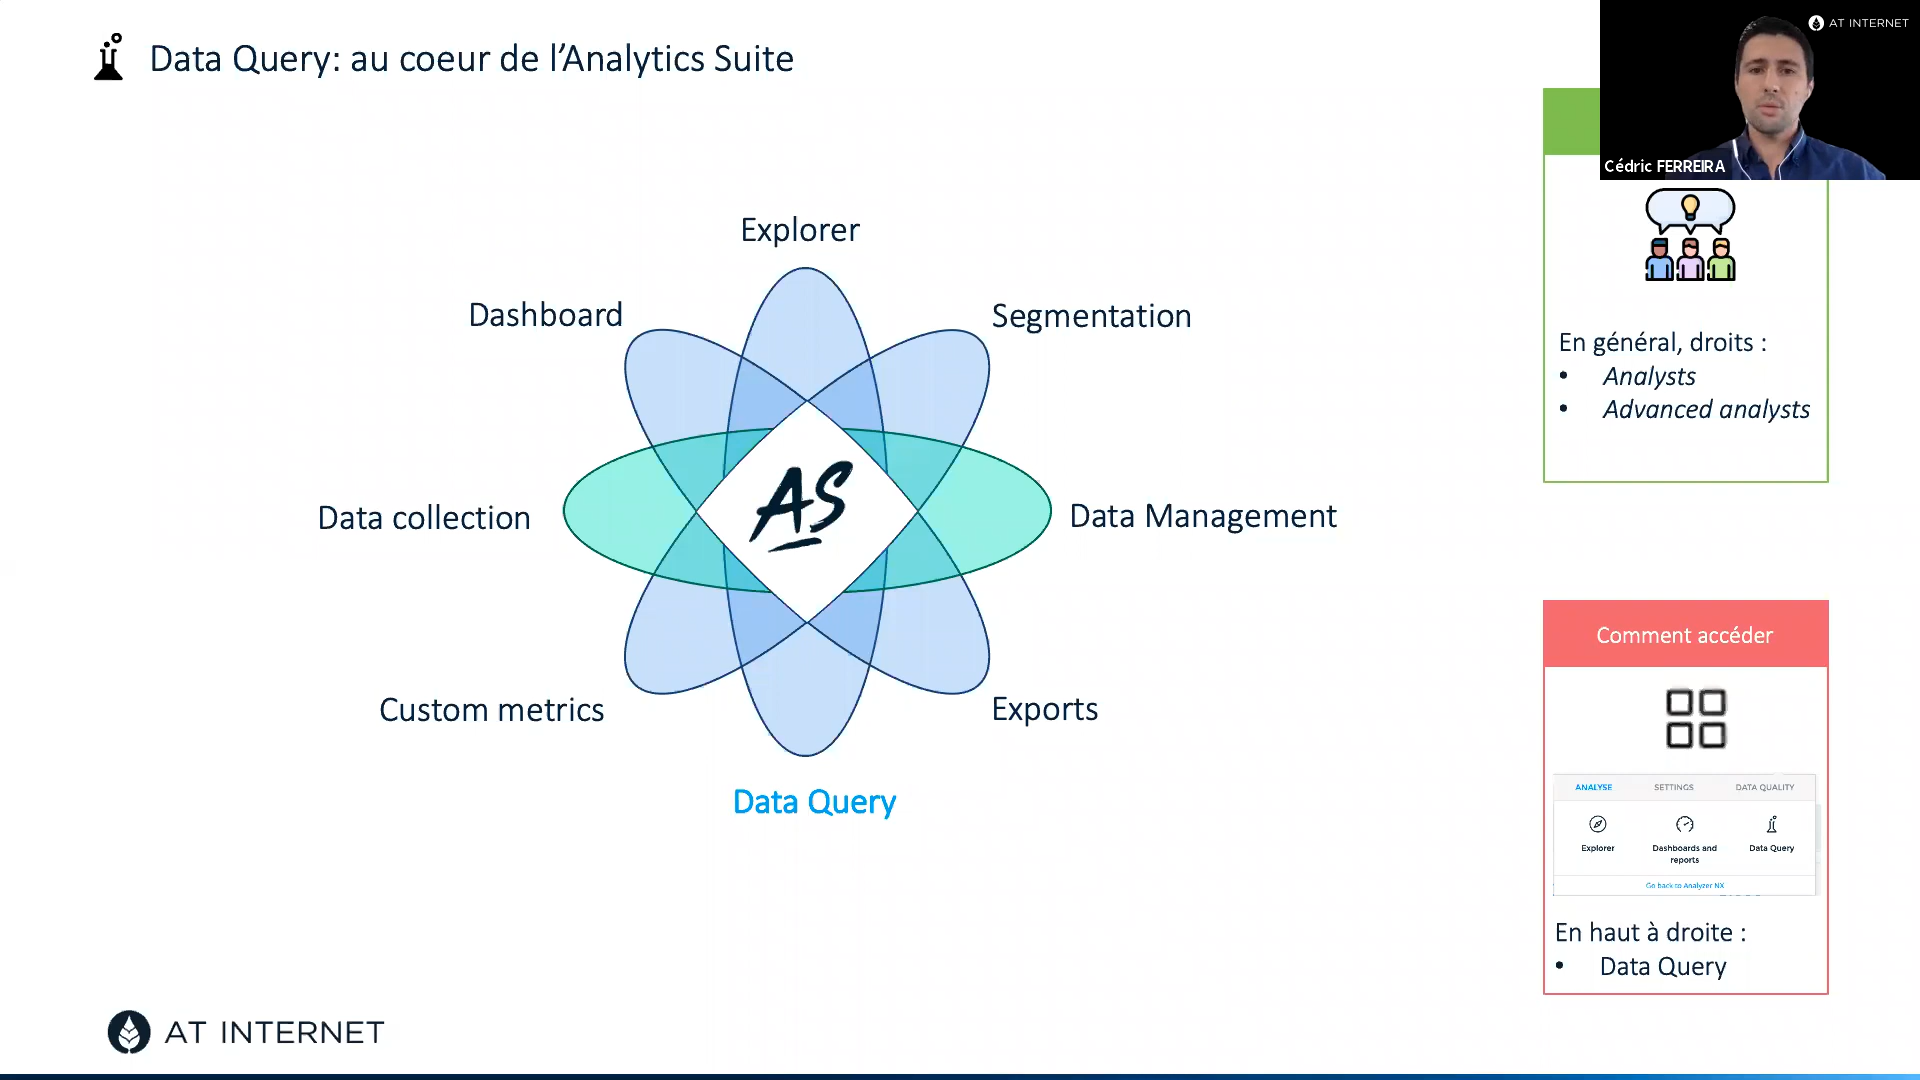 Data Query: au coeur de l’Analytics Suite
AT INTERNET
Cédric FERREIRA
Explorer
Dashboard
Segmentation
Data collection
AS
Data Management
Custom metrics
Exports
Data Query
En général, droits :
• Analysts
• Advanced analysts
Comment accéder
ANALYSE SETTINGS DATA QUALITY
Explorer
Dashboards and
reports
Data Query
Go back to Analyzer NX
En haut à droite :
• Data Query
AT INTERNET